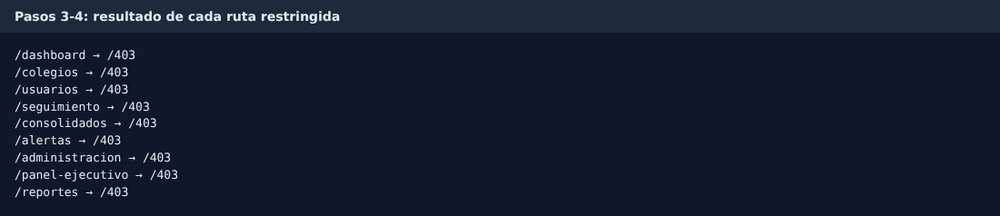 Pasos 3-4: resultado de cada ruta restringida
/dashboard → /403
/colegios → /403
/usuarios → /403
/seguimiento → /403
/consolidados → /403
/alertas → /403
/administracion → /403
/panel-ejecutivo → /403
/reportes → /403